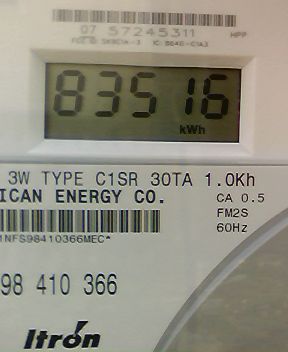 07 57245311 HPP
83516
kWh
3W TYPE C1SR 30TA 1.0Kh
ICAN ENERGY CO. CA 0.5
FM2S
60Hz
98 410 366
Itron